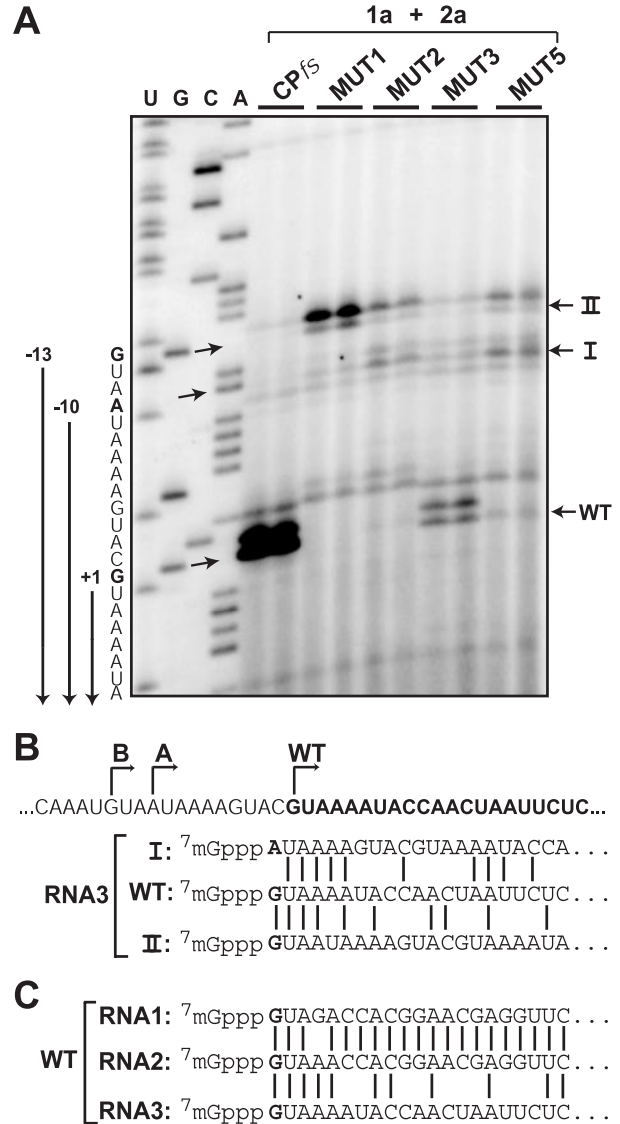 A
1a + 2a
U G C A CPfs MUT1 MUT2 MUT3 MUT5
II
I
WT
-13
-10
+1
GUAAUAAAAGUACGUAAAAUA
B
B A WT
...CAAAUGUAAUAAAAGUACGUAAAAUACCAACUAAUUCUC...
RNA3
I: ⁷mGppp AUAAAAGUACGUAAAAUACCA...
WT: ⁷mGppp GUAAAAUACCAACUAAUUCUC...
II: ⁷mGppp GUAAUAAAAGUACGUAAAAUA...
C
WT
RNA1: ⁷mGppp GUAGACCACGGAACGAGGUUC...
RNA2: ⁷mGppp GUAAACCACGGAACGAGGUUC...
RNA3: ⁷mGppp GUAAAAUACCAACUAAUUCUC...